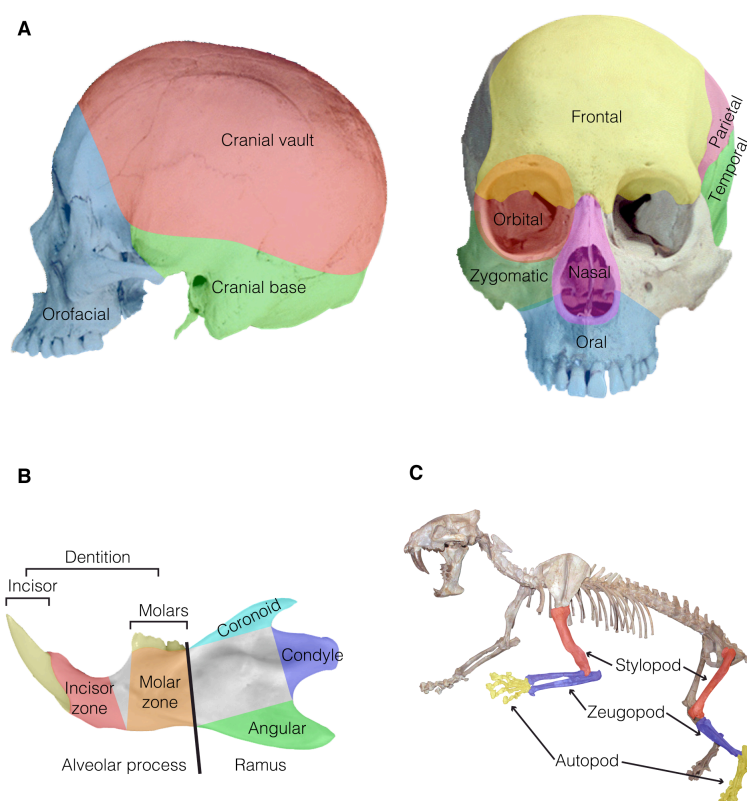 A
Cranial vault
Cranial base
Orofacial
Frontal
Parietal
Temporal
Orbital
Zygomatic
Nasal
Oral
B
Dentition
Incisor
Molars
Coronoid
Condyle
Incisor
zone
Molar
zone
Angular
Alveolar process
Ramus
C
Stylopod
Zeugopod
Autopod